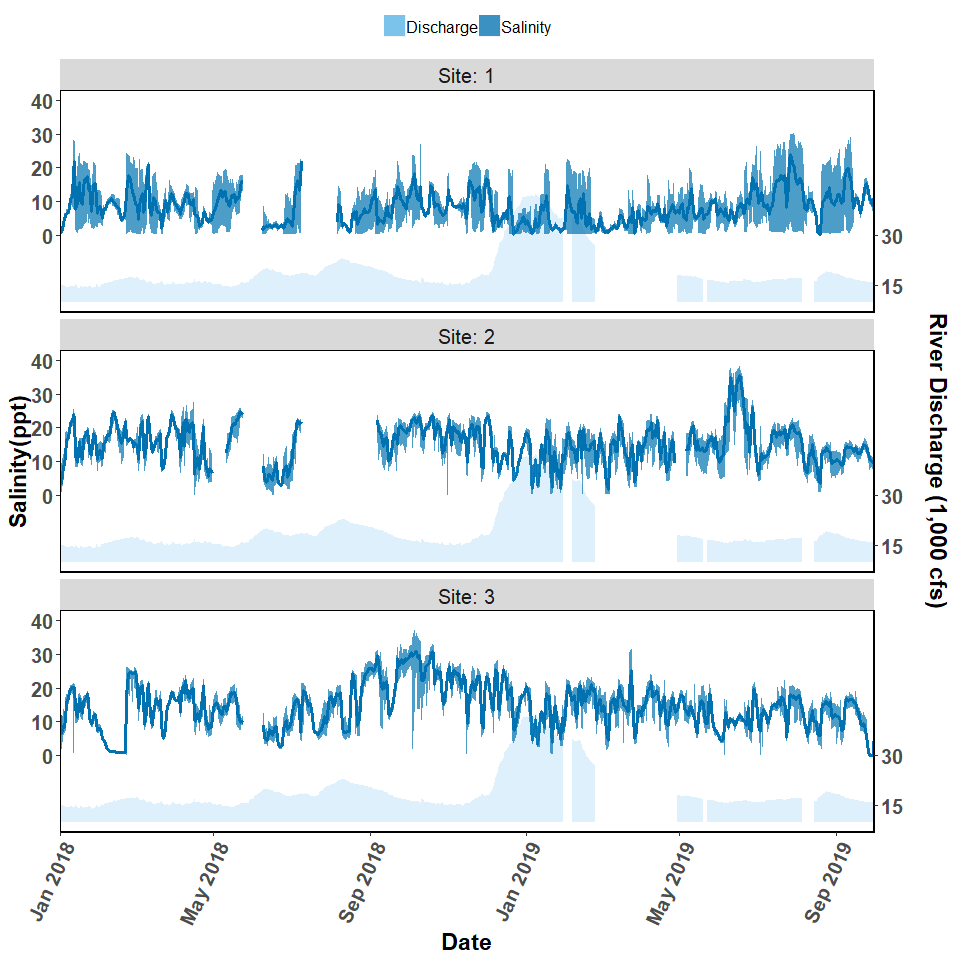 Discharge Salinity
Site: 1
40
30
20
10
0
30
15
Site: 2
40
30
20
10
0
30
15
Site: 3
40
30
20
10
0
30
15
Salinity(ppt)
River Discharge (1,000 cfs)
Jan 2018
May 2018
Sep 2018
Jan 2019
May 2019
Sep 2019
Date